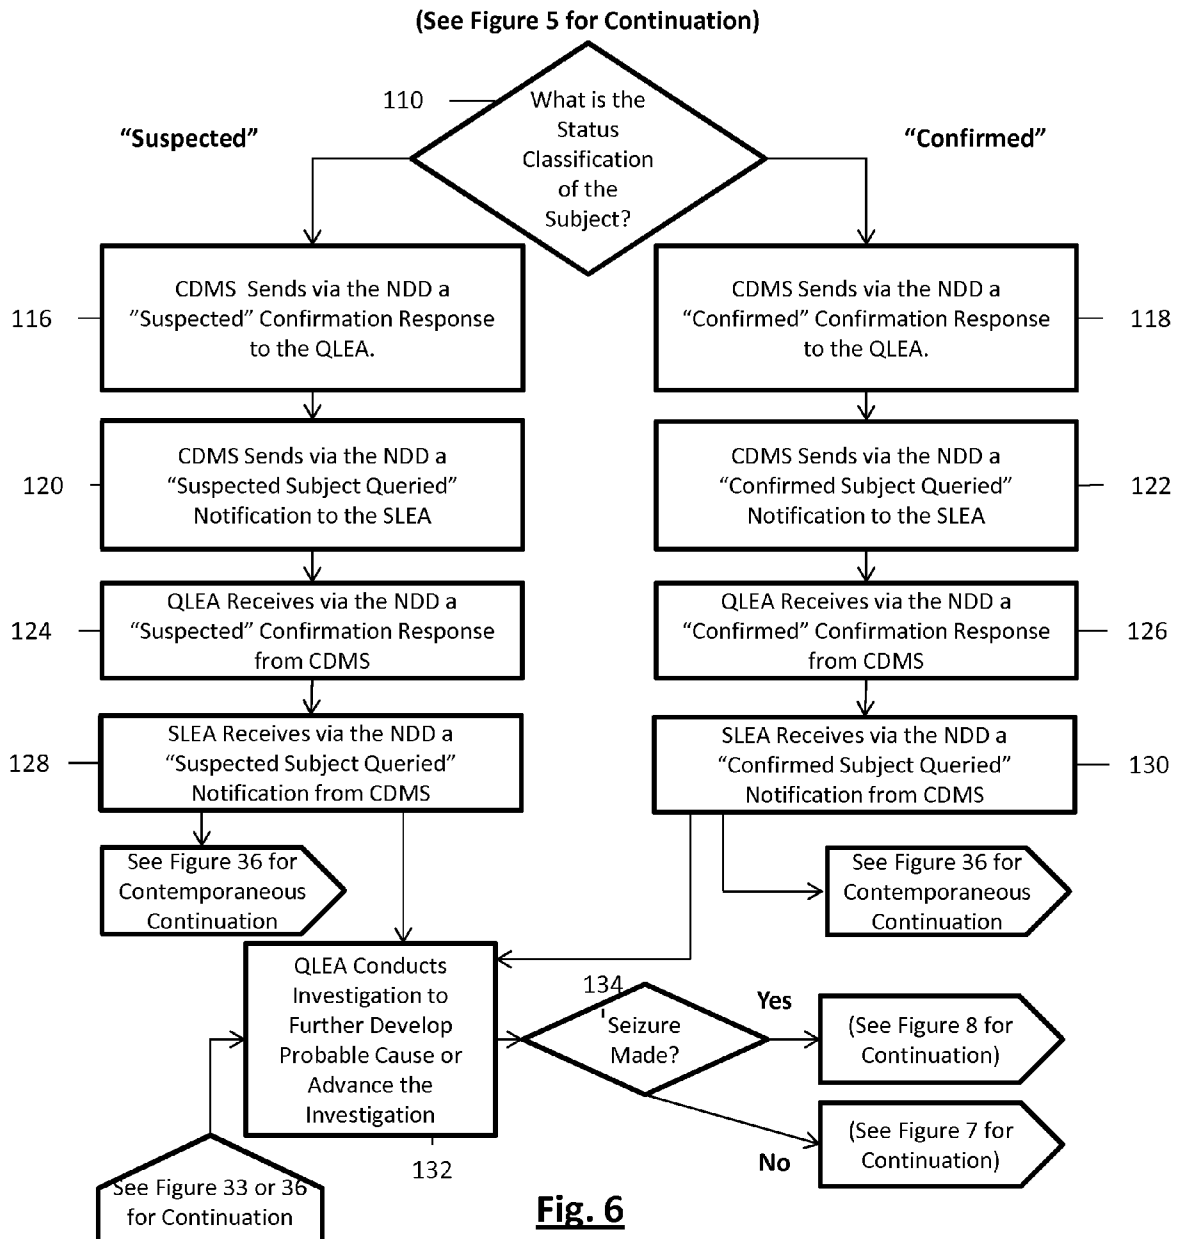 (See Figure 5 for Continuation)
110
What is the
Status
Classification
of the
Subject?
“Suspected”
“Confirmed”
116
CDMS Sends via the NDD a
”Suspected” Confirmation Response
to the QLEA.
CDMS Sends via the NDD a
“Confirmed” Confirmation Response
to the QLEA.
118
120
CDMS Sends via the NDD a
“Suspected Subject Queried”
Notification to the SLEA
CDMS Sends via the NDD a
“Confirmed Subject Queried”
Notification to the SLEA
122
124
QLEA Receives via the NDD a
“Suspected” Confirmation Response
from CDMS
QLEA Receives via the NDD a
“Confirmed” Confirmation Response
from CDMS
126
128
SLEA Receives via the NDD a
“Suspected Subject Queried”
Notification from CDMS
SLEA Receives via the NDD a
“Confirmed Subject Queried”
Notification from CDMS
130
See Figure 36 for
Contemporaneous
Continuation
See Figure 36 for
Contemporaneous
Continuation
QLEA Conducts
Investigation to
Further Develop
Probable Cause or
Advance the
Investigation
132
134
Seizure
Made?
Yes
(See Figure 8 for
Continuation)
No
(See Figure 7 for
Continuation)
See Figure 33 or 36
for Continuation
Fig. 6